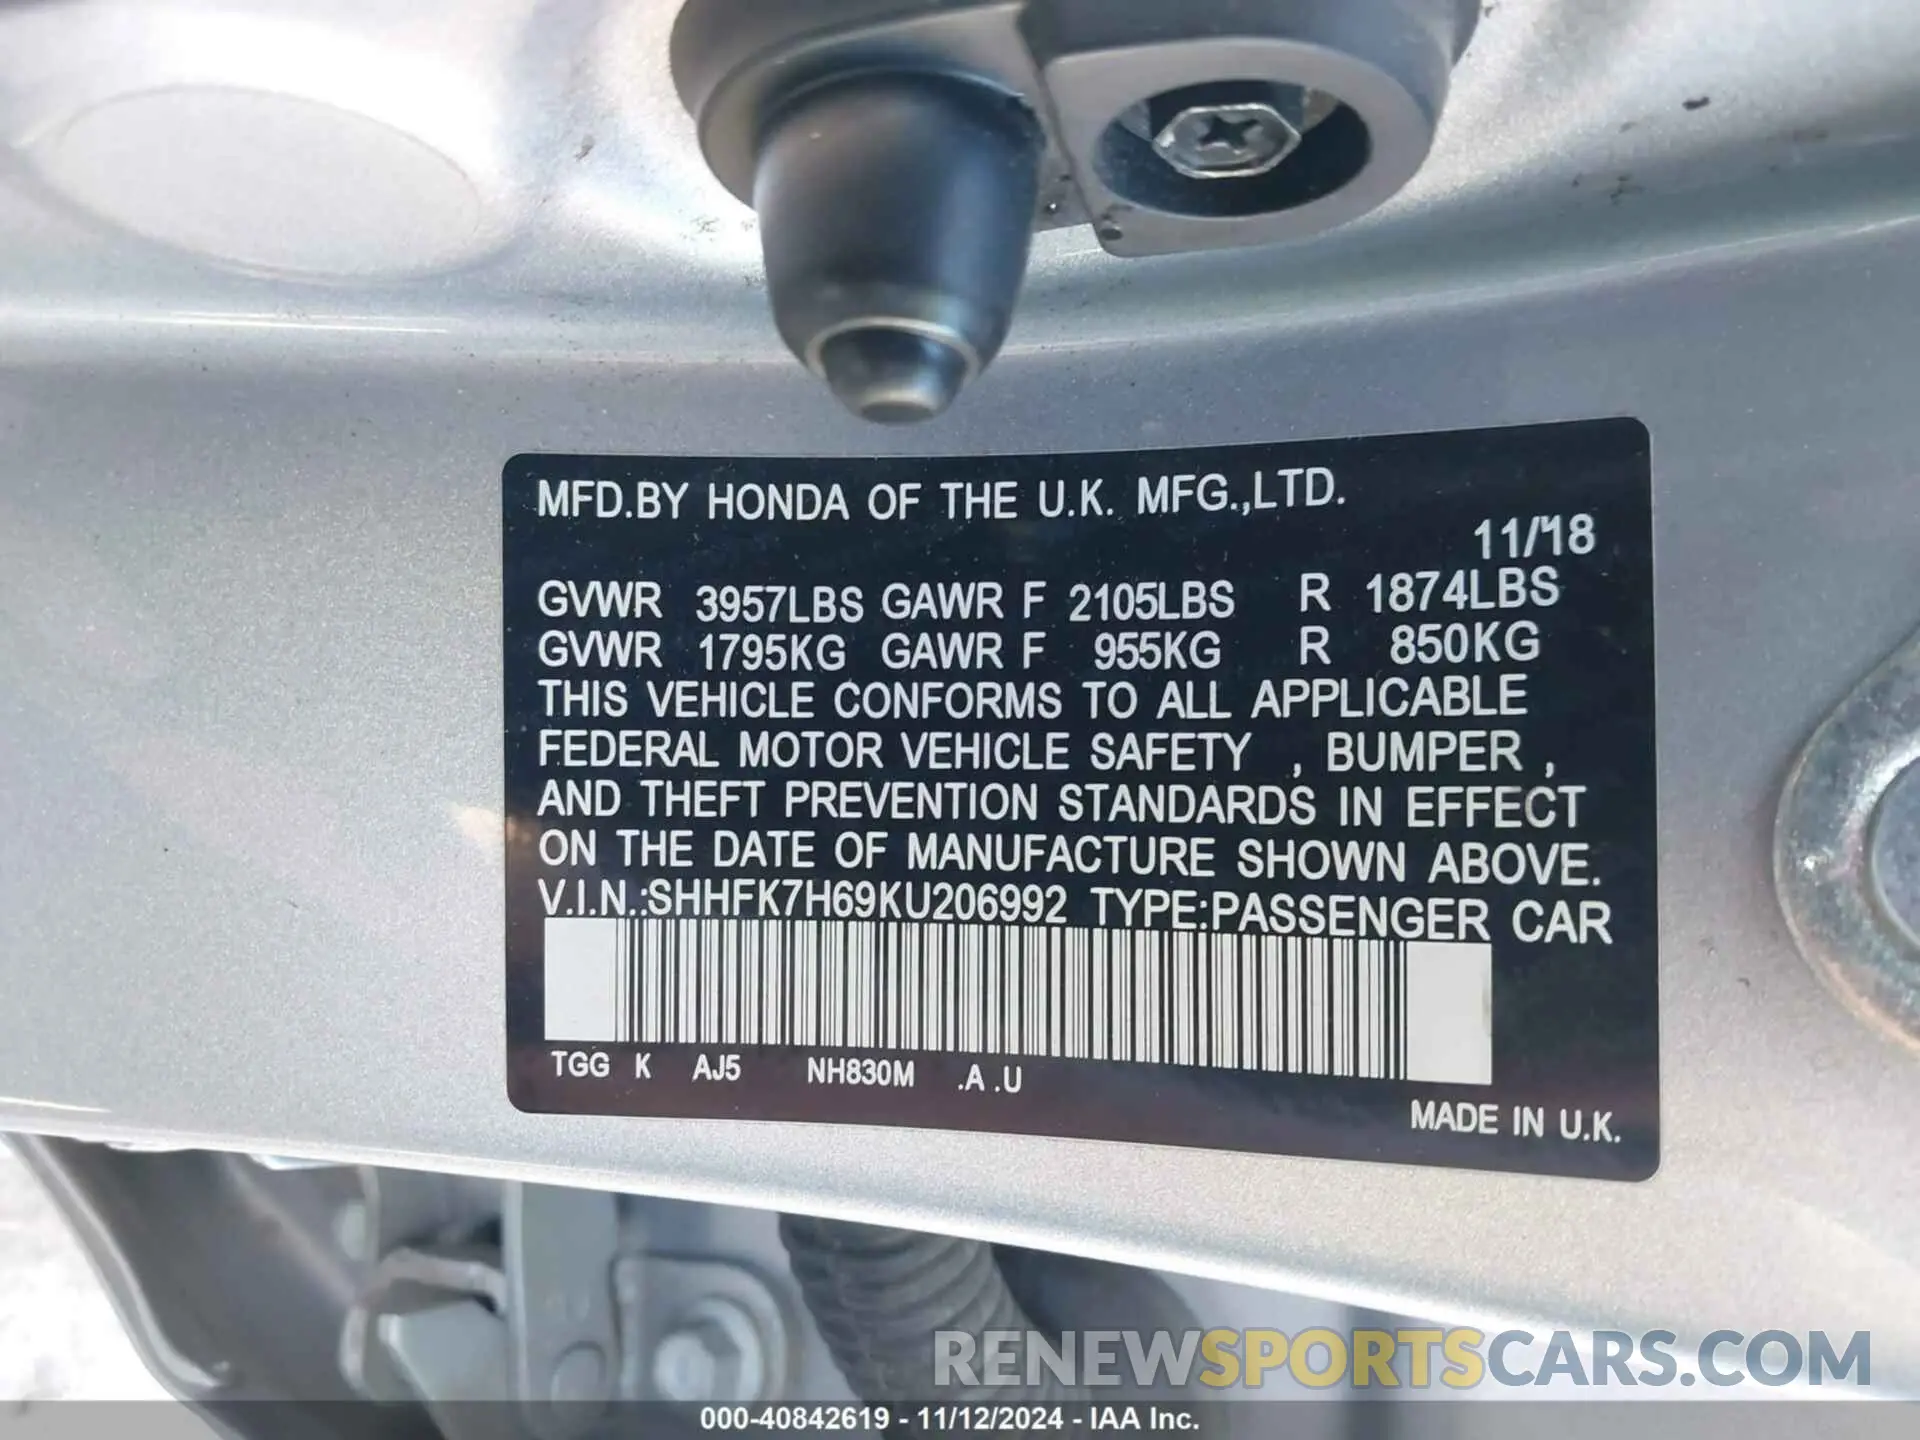 MFD.BY HONDA OF THE U.K. MFG.,LTD.
11/'18
GVWR 3957LBS GAWR F 2105LBS R 1874LBS
GVWR 1795KG GAWR F 955KG R 850KG
THIS VEHICLE CONFORMS TO ALL APPLICABLE
FEDERAL MOTOR VEHICLE SAFETY , BUMPER ,
AND THEFT PREVENTION STANDARDS IN EFFECT
ON THE DATE OF MANUFACTURE SHOWN ABOVE.
V.I.N.:SHHFK7H69KU206992 TYPE:PASSENGER CAR
TGG K AJ5 NH830M .A .U
MADE IN U.K.
RENEWSPORTSCARS.COM
000-40842619 - 11/12/2024 - IAA Inc.